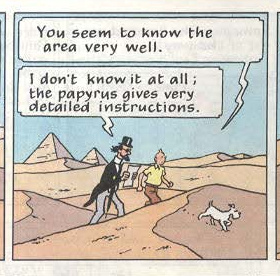 You seem to know the
area very well.
I don't know it at all;
the papyrus gives very
detailed instructions.